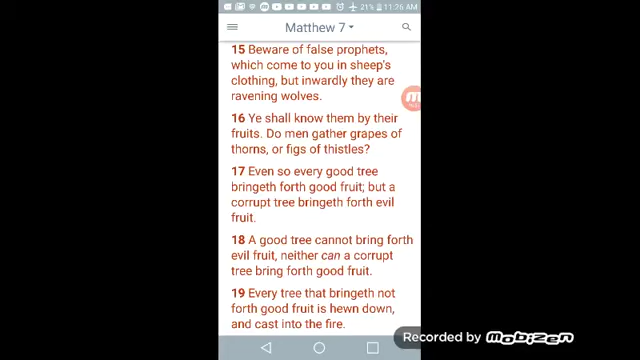 21% 11:26 AM
Matthew 7
15 Beware of false prophets,
which come to you in sheep's
clothing, but inwardly they are
ravening wolves.
16 Ye shall know them by their
fruits. Do men gather grapes of
thorns, or figs of thistles?
17 Even so every good tree
bringeth forth good fruit; but a
corrupt tree bringeth forth evil
fruit.
18 A good tree cannot bring forth
evil fruit, neither can a corrupt
tree bring forth good fruit.
19 Every tree that bringeth not
forth good fruit is hewn down,
and cast into the fire.
Recorded by Mobizen